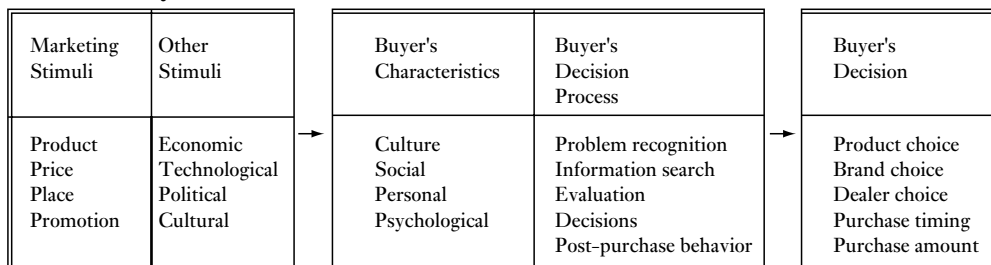 Marketing Stimuli
Other Stimuli
Buyer's Characteristics
Buyer's Decision Process
Buyer's Decision
Product
Price
Place
Promotion
Economic
Technological
Political
Cultural
Culture
Social
Personal
Psychological
Problem recognition
Information search
Evaluation
Decisions
Post-purchase behavior
Product choice
Brand choice
Dealer choice
Purchase timing
Purchase amount